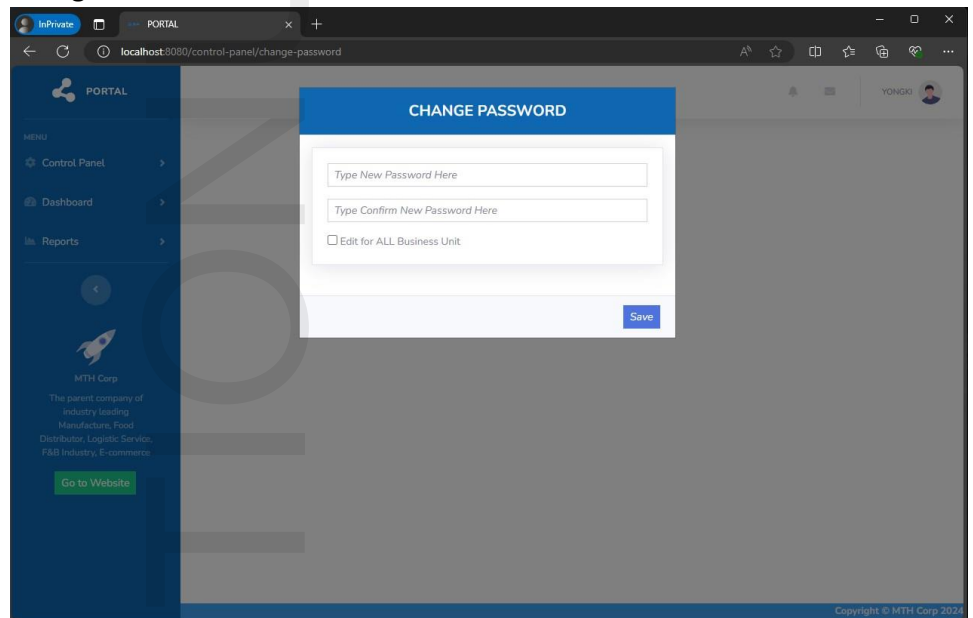 InPrivate
PORTAL
localhost:8080/control-panel/change-password
PORTAL
YONGKI
CHANGE PASSWORD
MENU
Control Panel
Type New Password Here
Dashboard
Type Confirm New Password Here
Reports
Edit for ALL Business Unit
Save
MTH Corp
The parent company of
industry leading
Manufacture, Food
Distributor, Logistic Service,
F&B Industry, E-commerce
Go to Website
Copyright © MTH Corp 2024